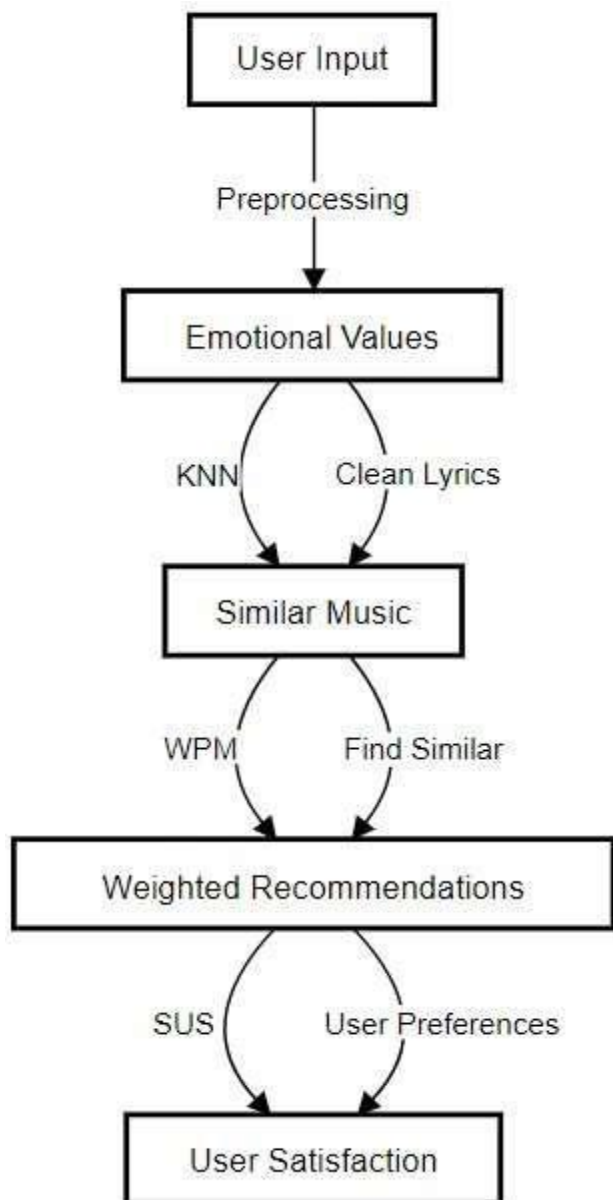 User Input
Preprocessing
Emotional Values
KNN
Clean Lyrics
Similar Music
WPM
Find Similar
Weighted Recommendations
SUS
User Preferences
User Satisfaction